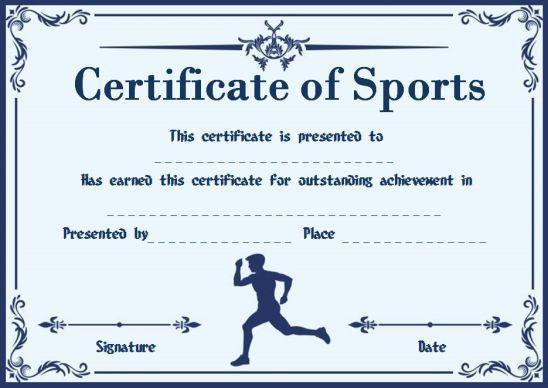 Certificate of Sports
This certificate is presented to
_ _ _ _ _ _ _ _ _ _ _ _ _ _ _ _ _ _ _ _ _ _ _
Has earned this certificate for outstanding achievement in
_ _ _ _ _ _ _ _ _ _ _ _ _ _ _ _ _ _ _ _ _ _ _ _ _ _ _ _ _ _ _ _
Presented by_ _ _ _ _ _ _ _ _ _ _ _ _ _ Place _ _ _ _ _ _ _ _ _ _ _ _ _ _
Signature Date